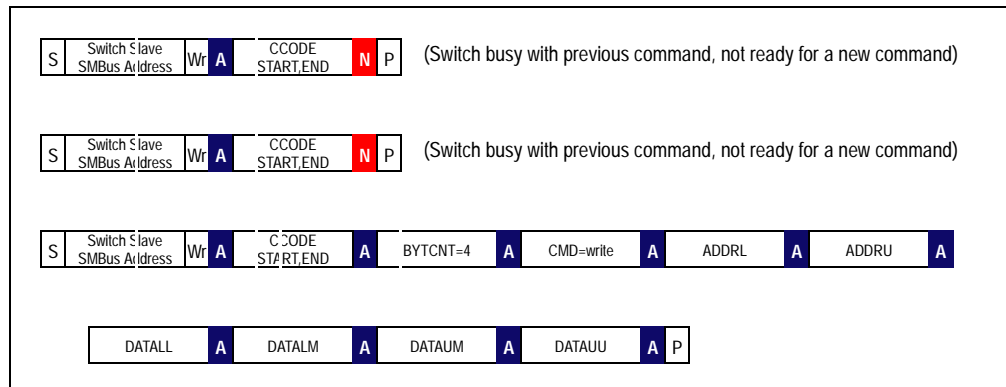 S Switch Slave SMBus Address Wr A CCODE START,END N P (Switch busy with previous command, not ready for a new command)
S Switch Slave SMBus Address Wr A CCODE START,END N P (Switch busy with previous command, not ready for a new command)
S Switch Slave SMBus Address Wr A CCODE START,END A BYTCNT=4 A CMD=write A ADDRL A ADDRU A
DATALL A DATALM A DATAUM A DATAUU A P